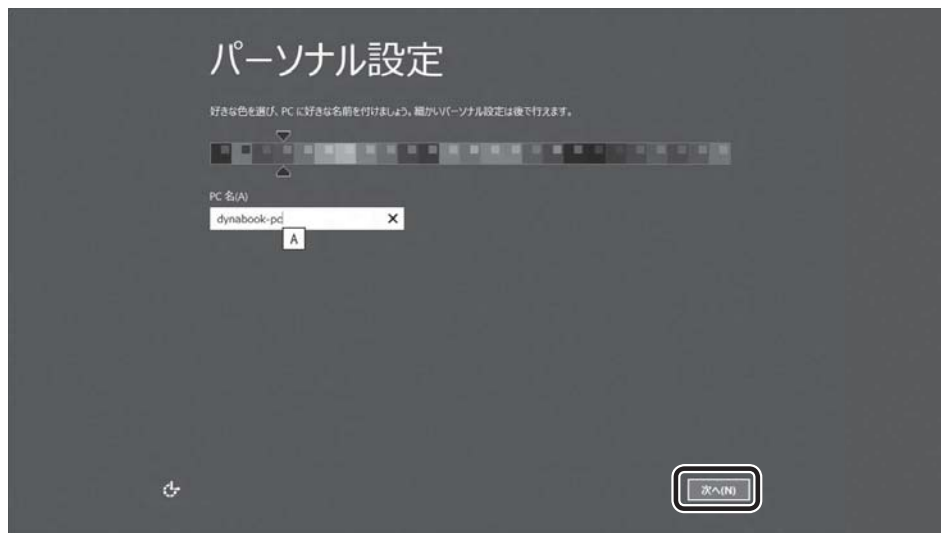 パーソナル設定
好きな色を選び、PC に好きな名前を付けましょう。細かいパーソナル設定は後で行えます。
PC 名(A)
dynabook-pc
A
次へ(N)